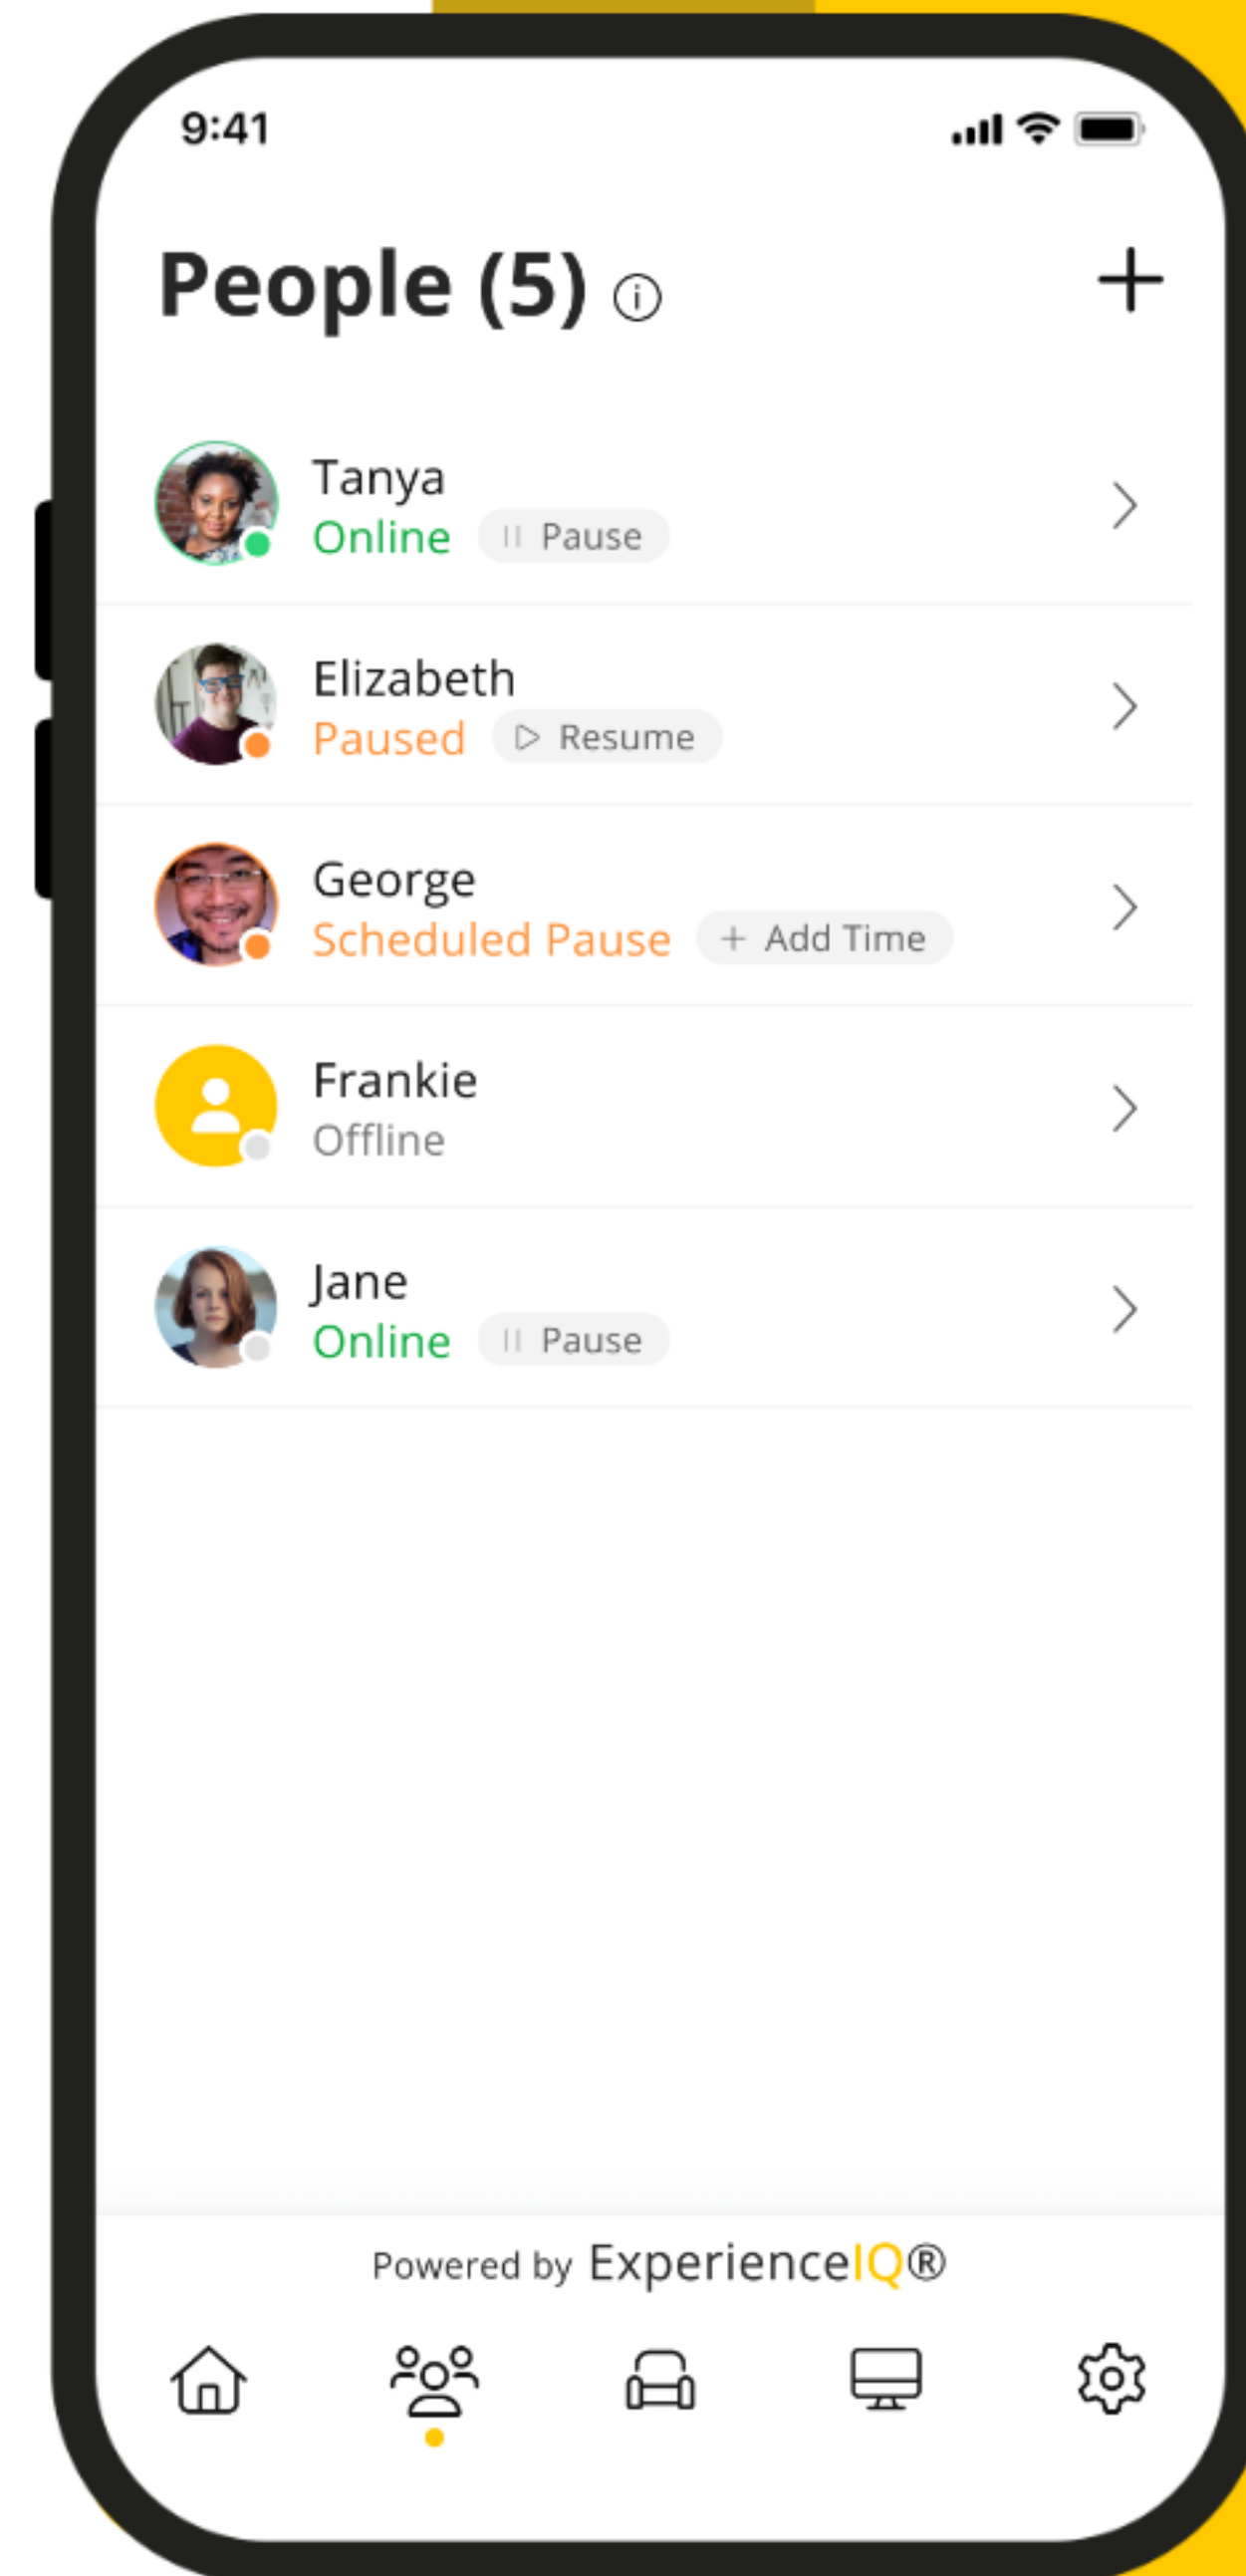 9:41
People (5)
Tanya
Online Pause
Elizabeth
Paused Resume
George
Scheduled Pause + Add Time
Frankie
Offline
Jane
Online Pause
Powered by ExperienceIQ®